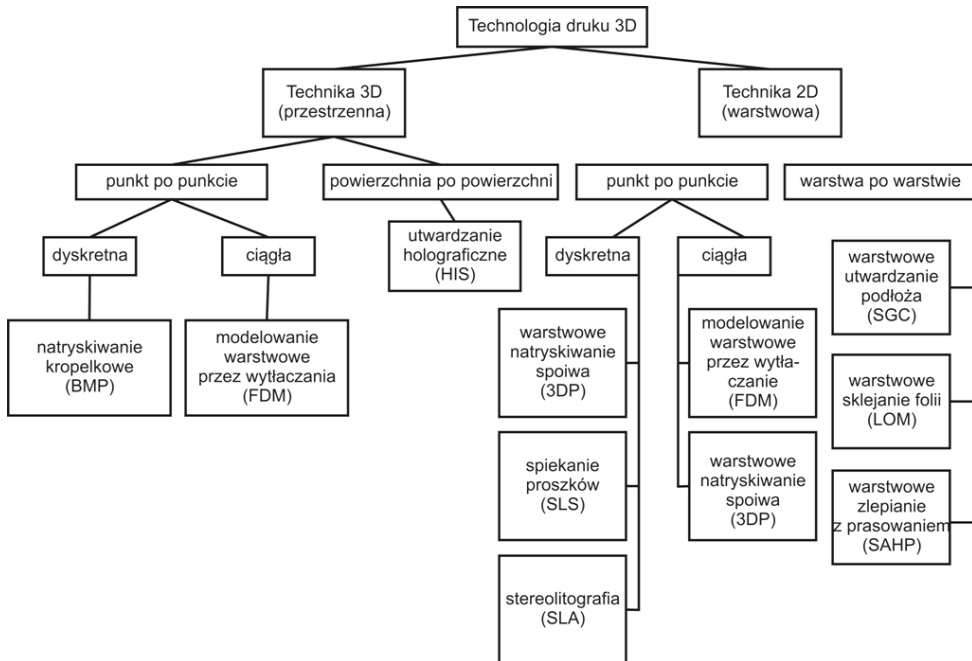 Technologia druku 3D
Technika 3D
(przestrzenna)
Technika 2D
(warstwowa)
punkt po punkcie
powierzchnia po powierzchni
punkt po punkcie
warstwa po warstwie
dyskretna
ciągła
utwardzanie
holograficzne
(HIS)
dyskretna
ciągła
warstwowe
utwardzanie
podłoża
(SGC)
natryskiwanie
kropelkowe
(BMP)
modelowanie
warstwowe
przez wytłaczania
(FDM)
warstwowe
natryskiwanie
spoiwa
(3DP)
modelowanie
warstwowe
przez wytła-
czanie
(FDM)
warstwowe
sklejanie folii
(LOM)
spiekanie
proszków
(SLS)
warstwowe
natryskiwanie
spoiwa
(3DP)
warstwowe
zlepianie
z prasowaniem
(SAHP)
stereolitografia
(SLA)